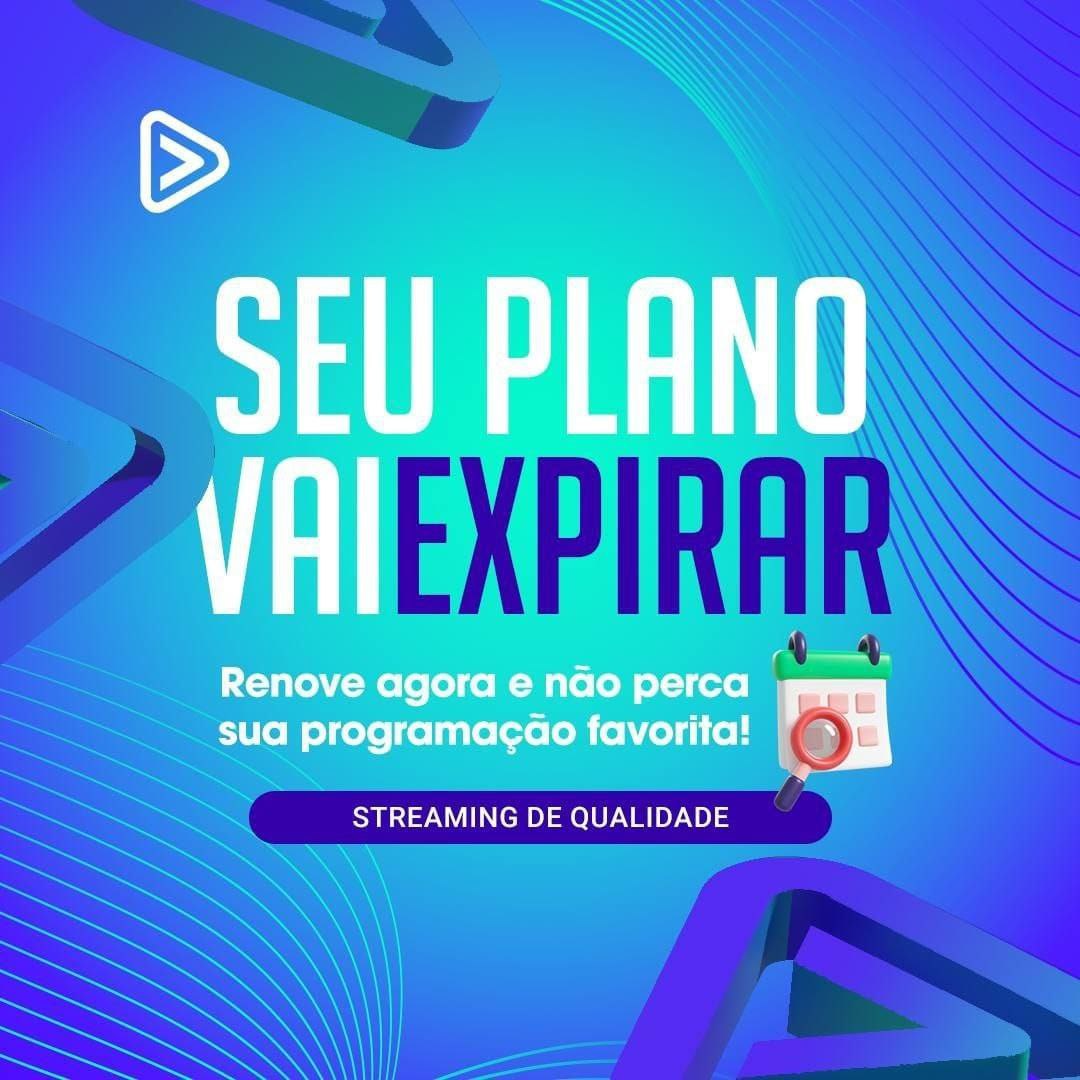 SEU PLANO
VAI EXPIRAR
Renove agora e não perca
sua programação favorita!
STREAMING DE QUALIDADE